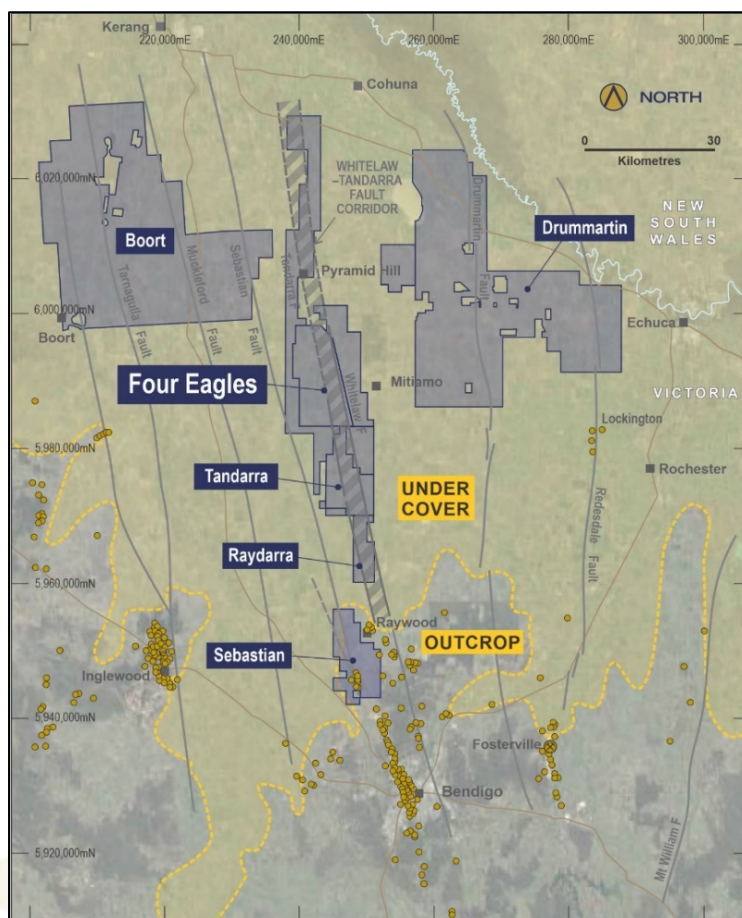 Kerang
220,000mE
240,000mE
260,000mE
280,000mE
300,000mE
Cohuna
NORTH
0 30
Kilometres
WHITELAW
–TANDARRA
FAULT
CORRIDOR
6,020,000mN
NEW
SOUTH
WALES
Boort
Drummartin
Tarnagulla Fault
Muckleford Fault
Sebastian Fault
Tandarra F
Drummartin Fault
Pyramid Hill
6,000,000mN
Boort
Echuca
Four Eagles
Whitelaw F
Mitiamo
VICTORIA
Lockington
5,980,000mN
Tandarra
UNDER
COVER
Rochester
Redesdale Fault
Raydarra
5,960,000mN
Raywood
OUTCROP
Sebastian
Inglewood
5,940,000mN
Fosterville
Bendigo
Mt William F
5,920,000mN